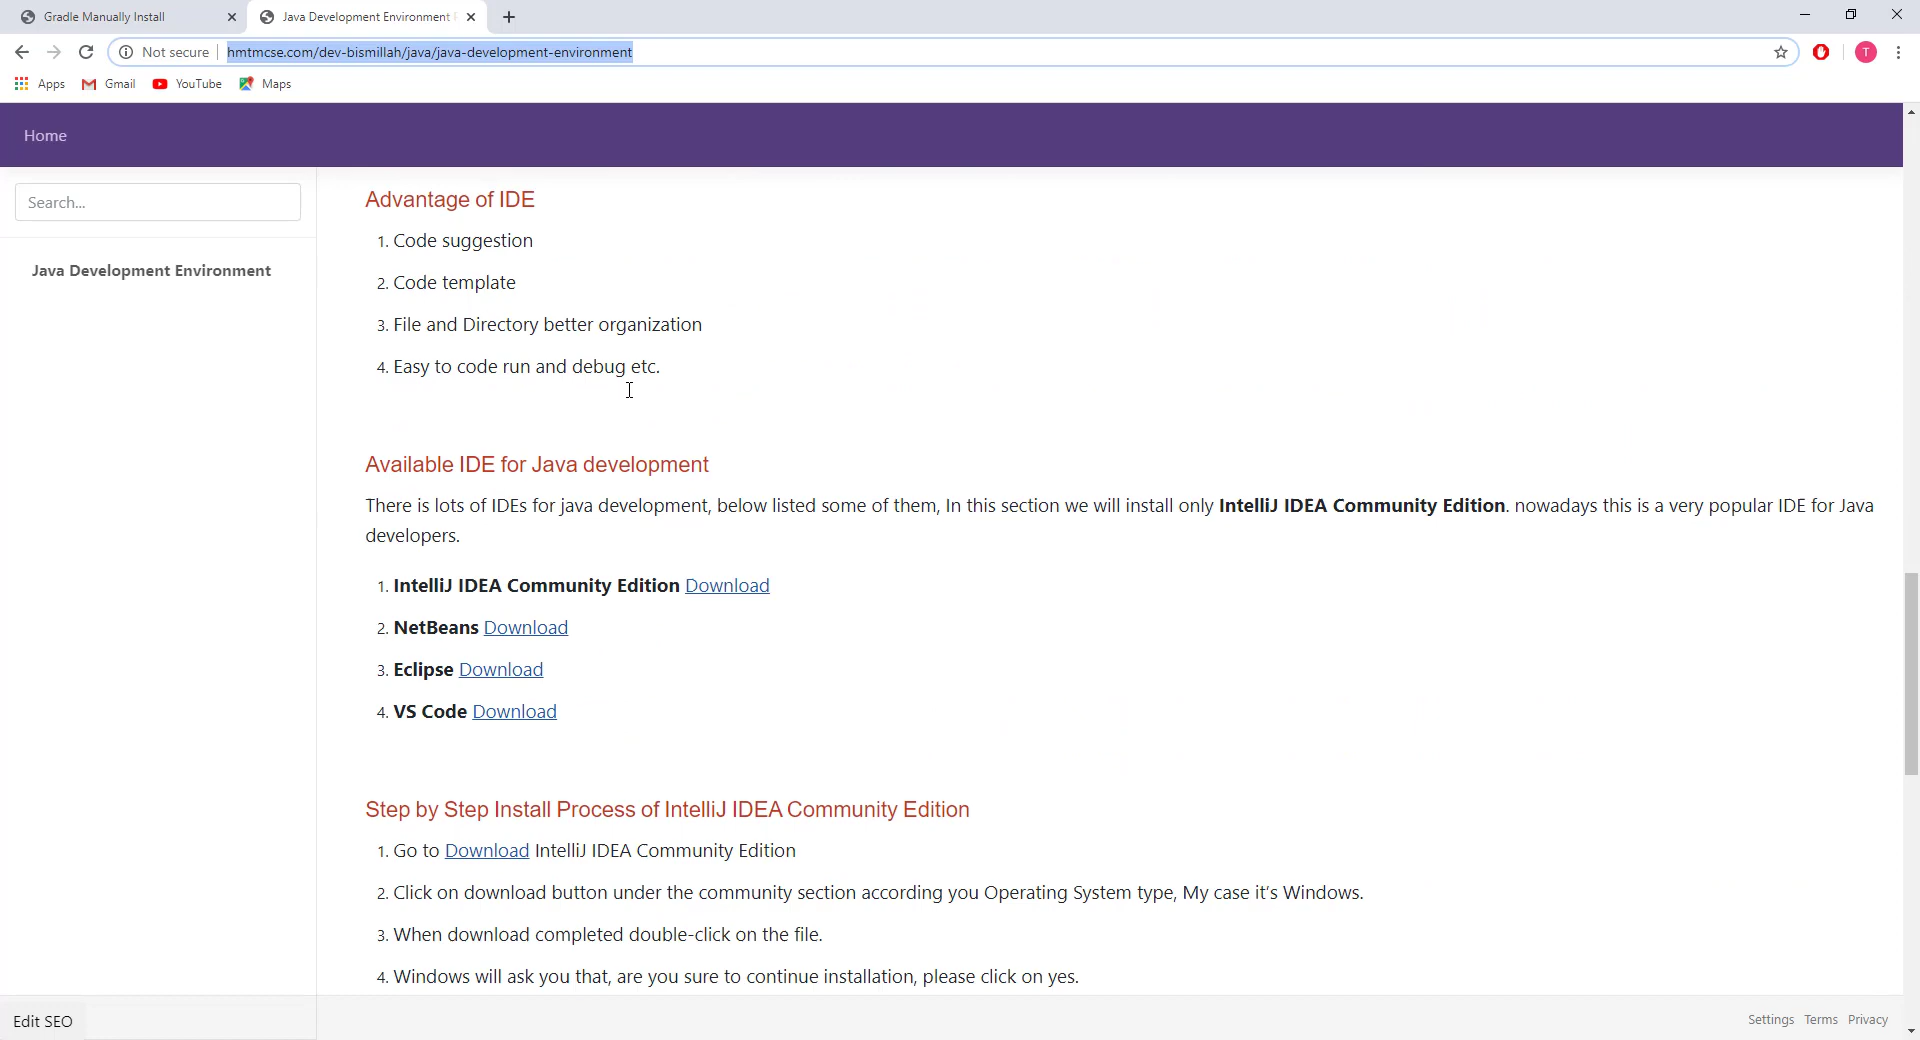 Gradle Manually Install
Java Development Environment
Not secure
hmtmcse.com/dev-bismillah/java/java-development-environment
T
Apps
Gmail
YouTube
Maps
Home
Search...
Java Development Environment
Advantage of IDE
1. Code suggestion
2. Code template
3. File and Directory better organization
4. Easy to code run and debug etc.
Available IDE for Java development
There is lots of IDEs for java development, below listed some of them, In this section we will install only IntelliJ IDEA Community Edition. nowadays this is a very popular IDE for Java
developers.
1. IntelliJ IDEA Community Edition Download
2. NetBeans Download
3. Eclipse Download
4. VS Code Download
Step by Step Install Process of IntelliJ IDEA Community Edition
1. Go to Download IntelliJ IDEA Community Edition
2. Click on download button under the community section according you Operating System type, My case it's Windows.
3. When download completed double-click on the file.
4. Windows will ask you that, are you sure to continue installation, please click on yes.
Edit SEO
Settings Terms Privacy